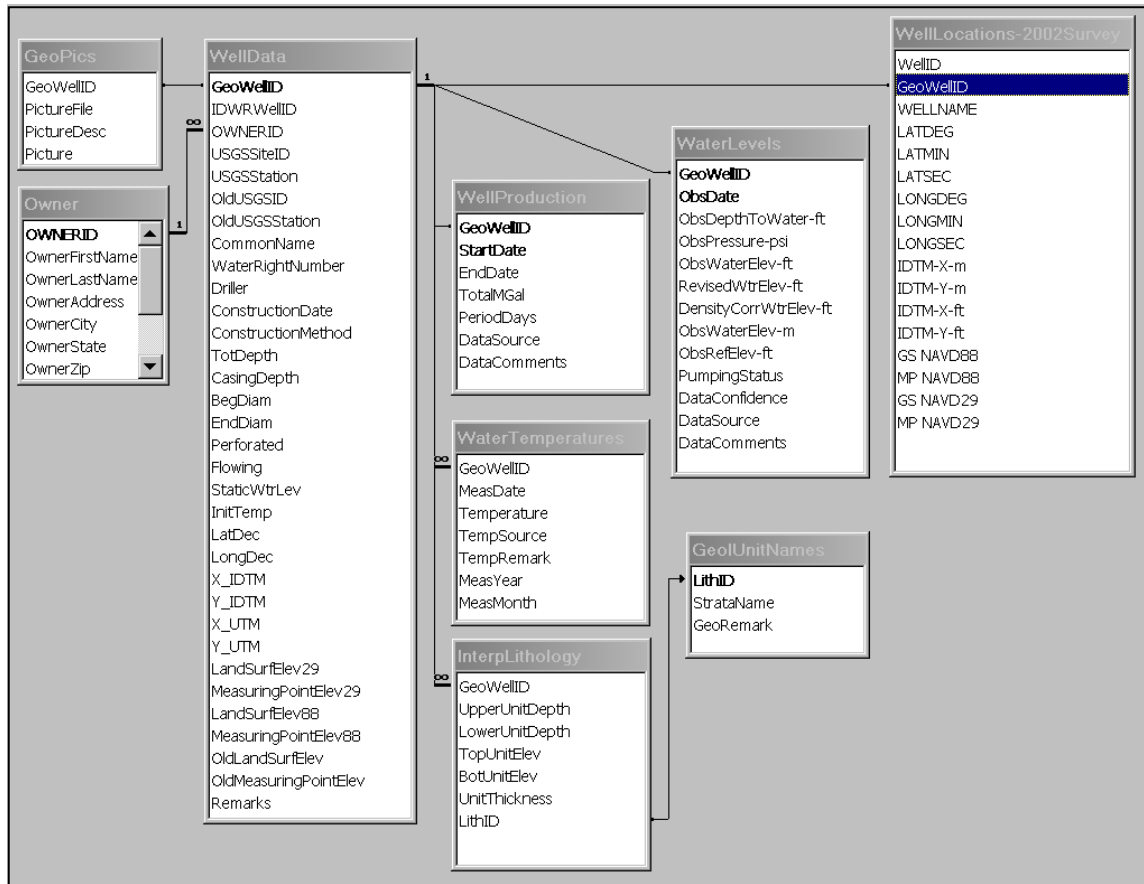 GeoPics
GeoWellID
PictureFile
PictureDesc
Picture
Owner
OWNERID
OwnerFirstName
OwnerLastName
OwnerAddress
OwnerCity
OwnerState
OwnerZip
∞
1
WellData
GeoWellID
IDWRWellID
OWNERID
USGSSiteID
USGSStation
OldUSGSID
OldUSGSStation
CommonName
WaterRightNumber
Driller
ConstructionDate
ConstructionMethod
TotDepth
CasingDepth
BegDiam
EndDiam
Perforated
Flowing
StaticWtrLev
InitTemp
LatDec
LongDec
X_IDTM
Y_IDTM
X_UTM
Y_UTM
LandSurfElev29
MeasuringPointElev29
LandSurfElev88
MeasuringPointElev88
OldLandSurfElev
OldMeasuringPointElev
Remarks
1
WellProduction
GeoWellID
StartDate
EndDate
TotalMGal
PeriodDays
DataSource
DataComments
∞
WaterTemperatures
GeoWellID
MeasDate
Temperature
TempSource
TempRemark
MeasYear
MeasMonth
∞
InterpLithology
GeoWellID
UpperUnitDepth
LowerUnitDepth
TopUnitElev
BotUnitElev
UnitThickness
LithID
WaterLevels
GeoWellID
ObsDate
ObsDepthToWater-ft
ObsPressure-psi
ObsWaterElev-ft
RevisedWtrElev-ft
DensityCorrWtrElev-ft
ObsWaterElev-m
ObsRefElev-ft
PumpingStatus
DataConfidence
DataSource
DataComments
GeolUnitNames
LithID
StrataName
GeoRemark
WellLocations-2002Survey
WellID
GeoWellID
WELLNAME
LATDEG
LATMIN
LATSEC
LONGDEG
LONGMIN
LONGSEC
IDTM-X-m
IDTM-Y-m
IDTM-X-ft
IDTM-Y-ft
GS NAVD88
MP NAVD88
GS NAVD29
MP NAVD29